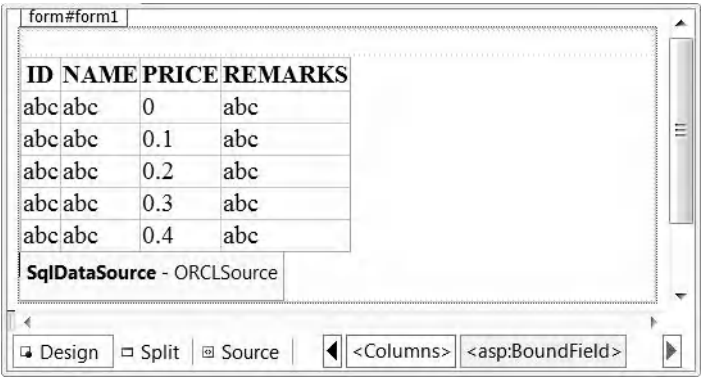 form#form1
ID NAME PRICE REMARKS
abc abc 0 abc
abc abc 0.1 abc
abc abc 0.2 abc
abc abc 0.3 abc
abc abc 0.4 abc
SqlDataSource - ORCLSource
Design Split Source <Columns> <asp:BoundField>